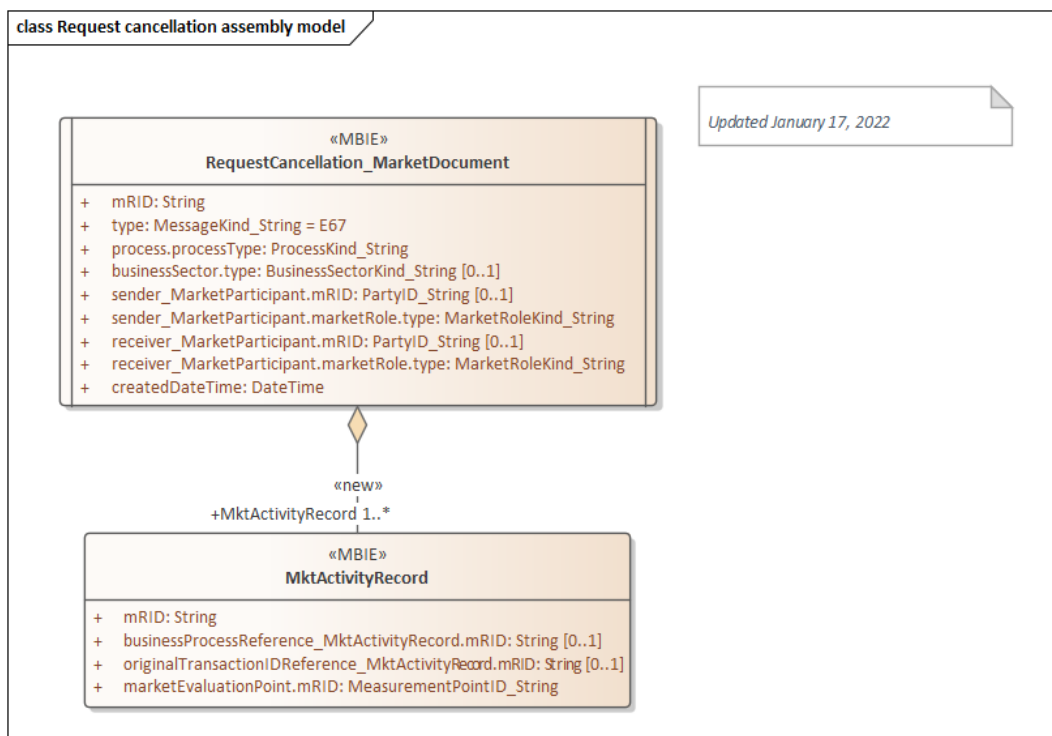 class Request cancellation assembly model
Updated January 17, 2022
«MBIE»
RequestCancellation_MarketDocument
+ mRID: String
+ type: MessageKind_String = E67
+ process.processType: ProcessKind_String
+ businessSector.type: BusinessSectorKind_String [0..1]
+ sender_MarketParticipant.mRID: PartyID_String [0..1]
+ sender_MarketParticipant.marketRole.type: MarketRoleKind_String
+ receiver_MarketParticipant.mRID: PartyID_String [0..1]
+ receiver_MarketParticipant.marketRole.type: MarketRoleKind_String
+ createdDateTime: DateTime
«new»
+MktActivityRecord 1..*
«MBIE»
MktActivityRecord
+ mRID: String
+ businessProcessReference_MktActivityRecord.mRID: String [0..1]
+ originalTransactionIDReference_MktActivityRecord.mRID: String [0..1]
+ marketEvaluationPoint.mRID: MeasurementPointID_String